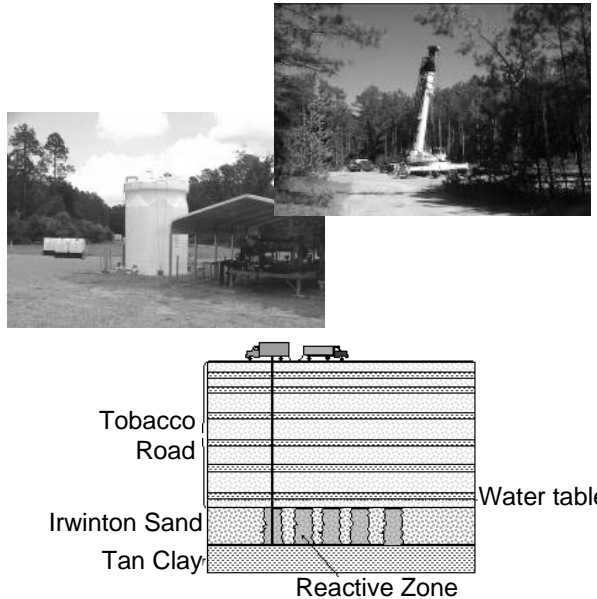 Tobacco
Road
Water table
Irwinton Sand
Tan Clay
Reactive Zone